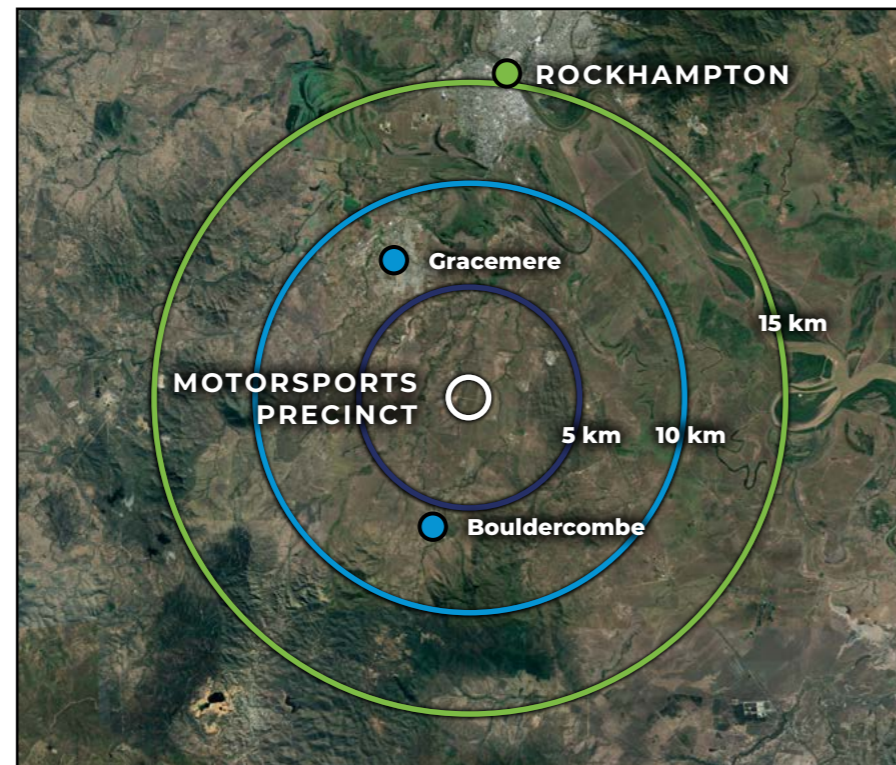 ROCKHAMPTON
Gracemere
15 km
MOTORSPORTS
PRECINCT
5 km
10 km
Bouldercombe